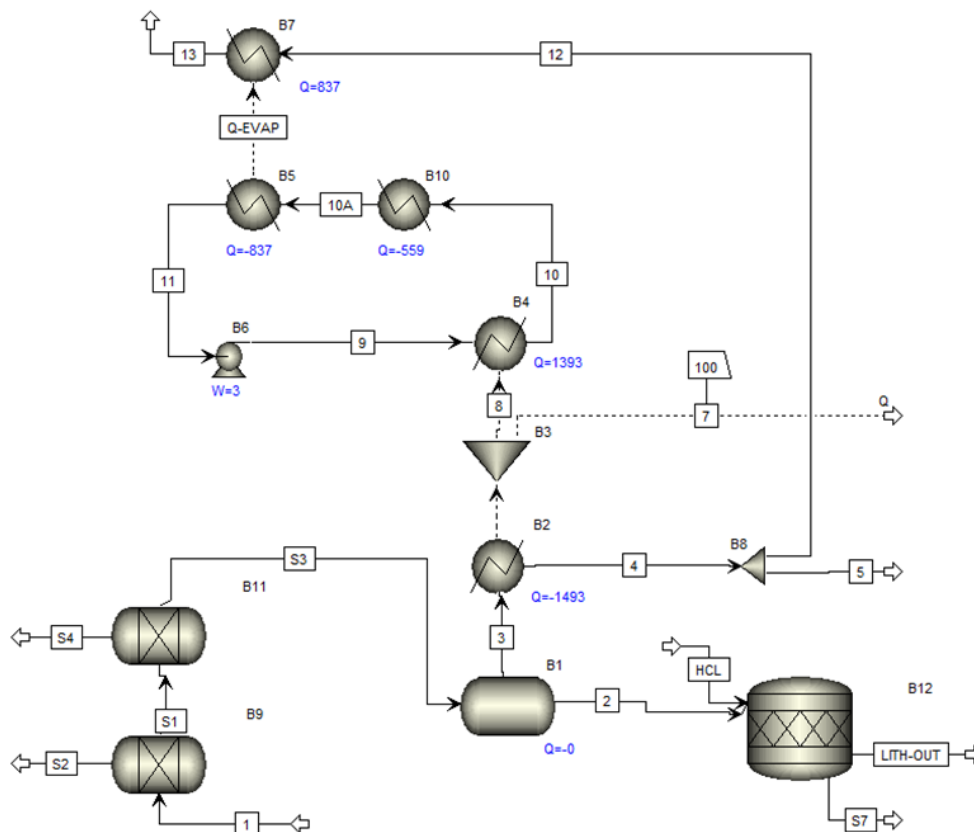 B7
13
12
Q=837
Q-EVAP
B5
B10
10A
Q=-837
Q=-559
11
10
B4
B6
9
100
Q=1393
W=3
8
7
Q
B3
B2
S3
B8
4
5
B11
Q=-1493
S4
3
HCL
B1
B12
S1
B9
2
S2
Q=-0
LITH-OUT
1
S7